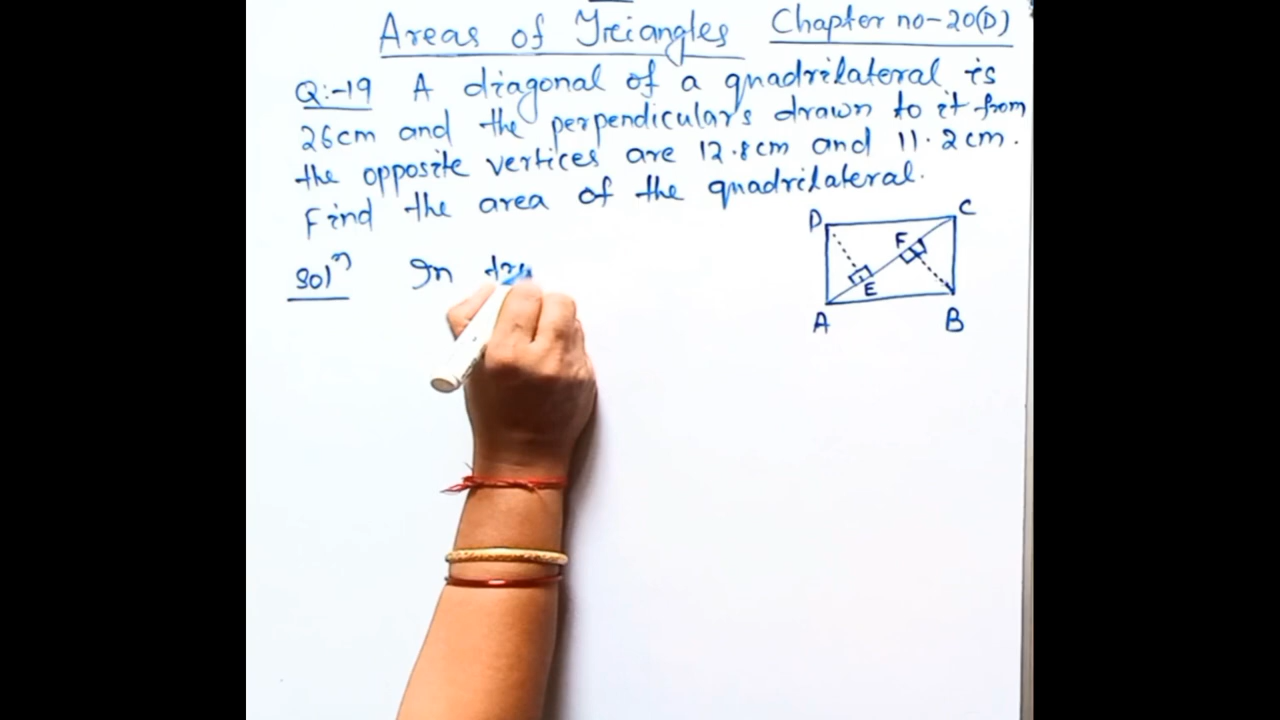 Areas of Treiangles Chapter no-20(D)
Q:-19 A diagonal of a quadrilateral is
26cm and the perpendiculars drawn to it from
the opposite vertices are 12.8cm and 11.2cm.
Find the area of the quadrilateral.
D C
F
E
A B
Solⁿ) In